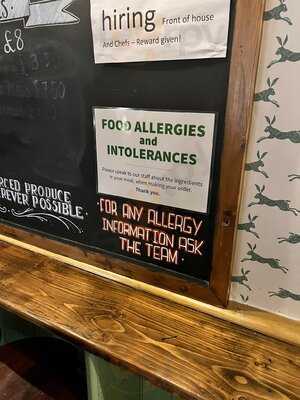 £8
hiring Front of house
And Chefs - Reward given!
FOOD ALLERGIES
and
INTOLERANCES
Please speak to our staff about the ingredients
in your meal, when making your order.
Thank you.
RCED PRODUCE
REVER POSSIBLE
FOR ANY ALLERGY
INFORMATION ASK
THE TEAM